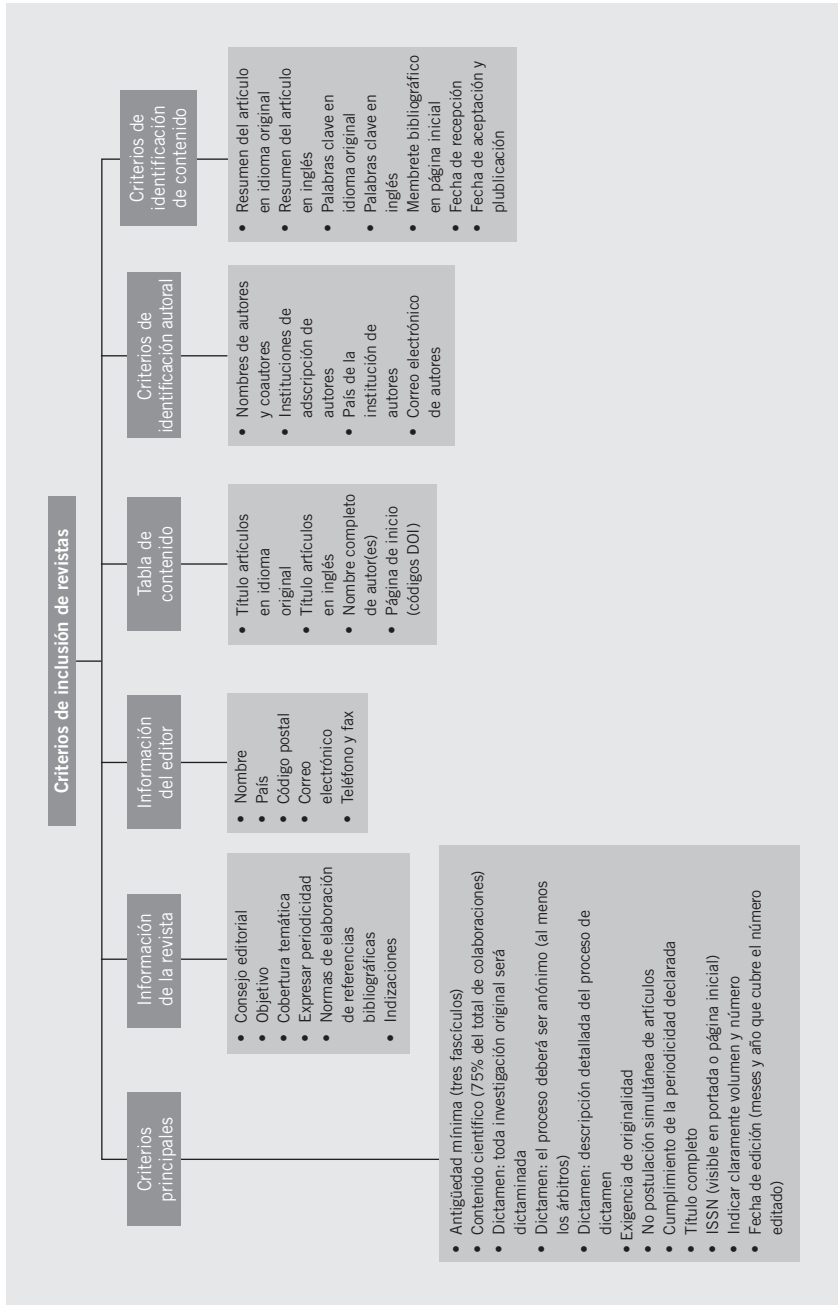 Criterios de inclusión de revistas
Criterios
principales
• Antigüedad mínima (tres fascículos)
• Contenido científico (75% del total de colaboraciones)
• Dictamen: toda investigación original será
dictaminada
• Dictamen: el proceso deberá ser anónimo (al menos
los árbitros)
• Dictamen: descripción detallada del proceso de
dictamen
• Exigencia de originalidad
• No postulación simultánea de artículos
• Cumplimiento de la periodicidad declarada
• Título completo
• ISSN (visible en portada o página inicial)
• Indicar claramente volumen y número
• Fecha de edición (meses y año que cubre el número
editado)
Información
de la revista
• Consejo editorial
• Objetivo
• Cobertura temática
• Expresar periodicidad
• Normas de elaboración
de referencias
bibliográficas
• Indizaciones
Información
del editor
• Nombre
• País
• Código postal
• Correo
electrónico
• Teléfono y fax
Tabla de
contenido
• Título artículos
en idioma
original
• Título artículos
en inglés
• Nombre completo
de autor(es)
• Página de inicio
(códigos DOI)
Criterios de
identificación autoral
• Nombres de autores
y coautores
• Instituciones de
adscripción de
autores
• País de la
institución de
autores
• Correo electrónico
de autores
Criterios de
identificación
de contenido
• Resumen del artículo
en idioma original
• Resumen del artículo
en inglés
• Palabras clave en
idioma original
• Palabras clave en
inglés
• Membrete bibliográfico
en página inicial
• Fecha de recepción
• Fecha de aceptación y
plublicación